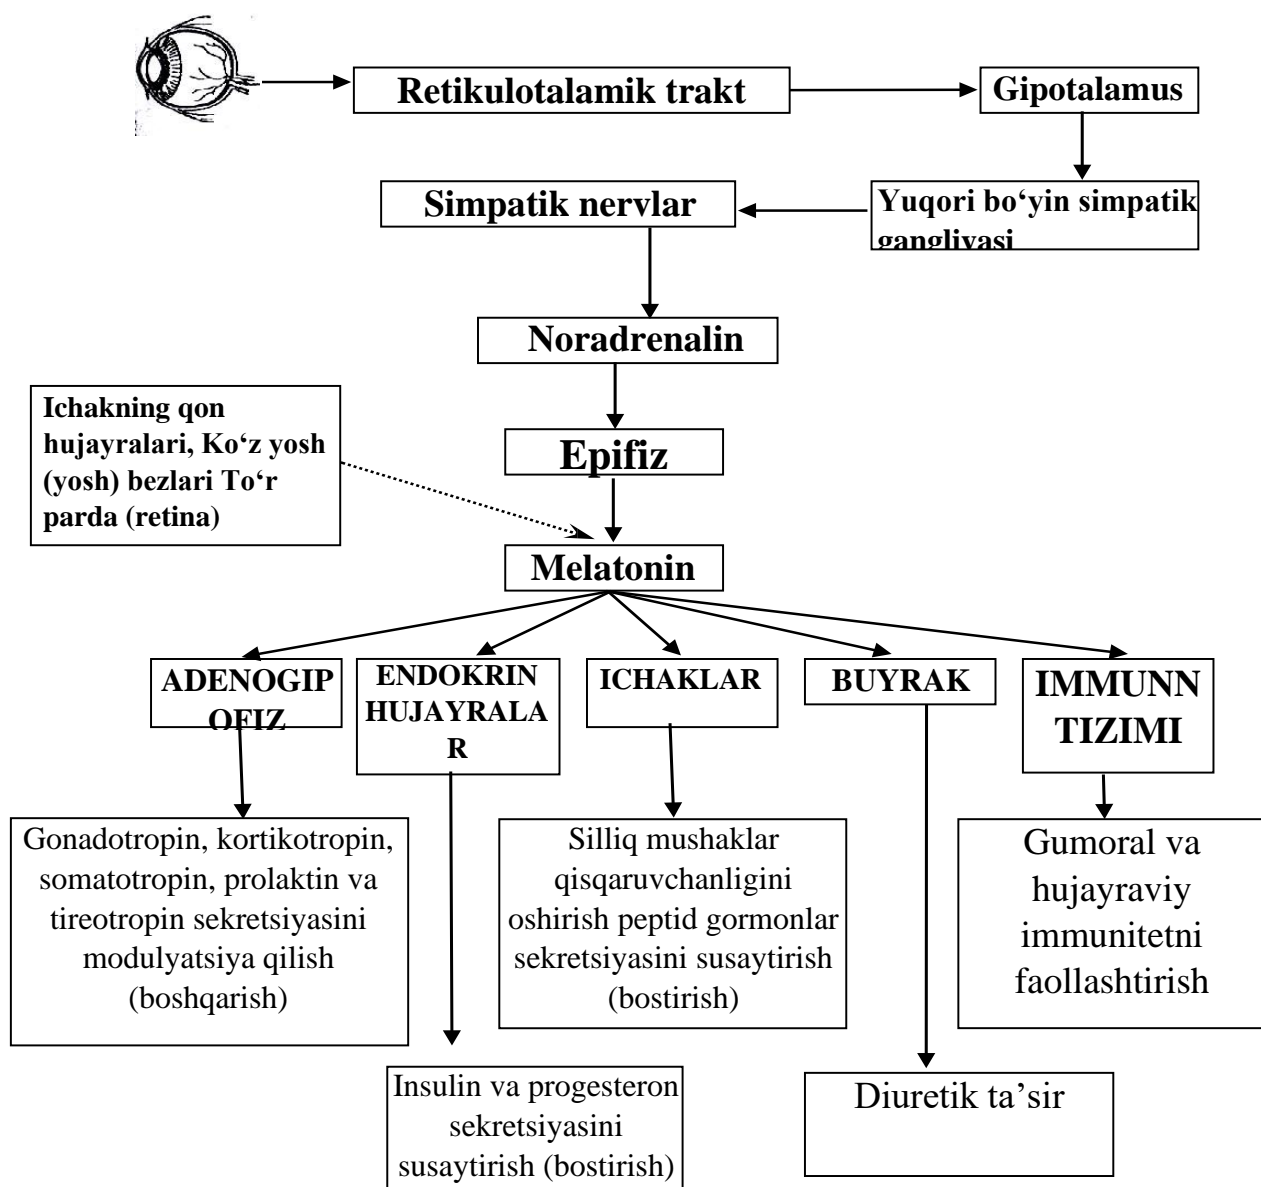 Retikulotalamik trakt
Gipotalamus
Simpatik nervlar
Yuqori bo‘yin simpatik
gangliyasi
Noradrenalin
Ichakning qon
hujayralari, Ko‘z yosh
(yosh) bezlari To‘r
parda (retina)
Epifiz
Melatonin
ADENOGIP
OFIZ
ENDOKRIN
HUJAYRALA
R
ICHAKLAR
BUYRAK
IMMUNN
TIZIMI
Gonadotropin, kortikotropin,
somatotropin, prolaktin va
tireotropin sekretsiyasini
modulyatsiya qilish
(boshqarish)
Silliq mushaklar
qisqaruvchanligini
oshirish peptid gormonlar
sekretsiyasini susaytirish
(bostirish)
Gumoral va
hujayraviy
immunitetni
faollashtirish
Insulin va progesteron
sekretsiyasini
susaytirish (bostirish)
Diuretik ta’sir